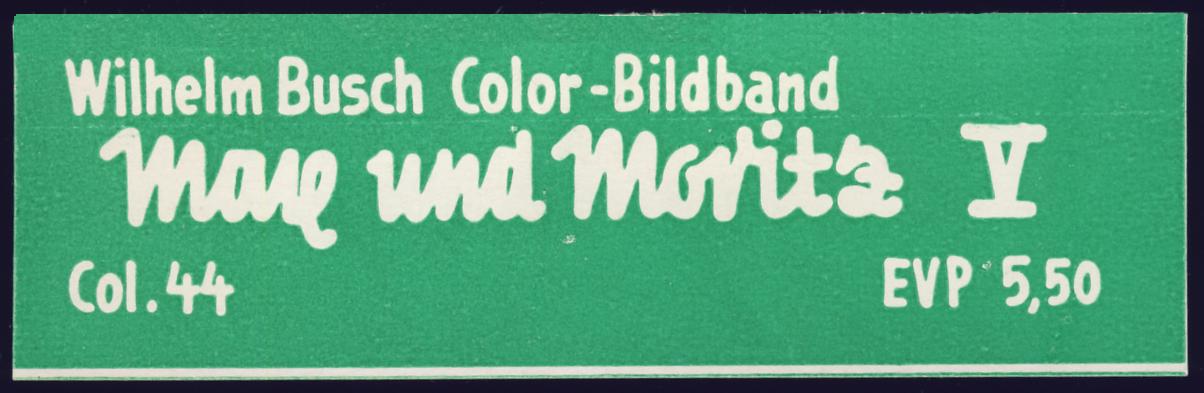 Wilhelm Busch Color-Bildband
Max und Moritz V
Col. 44
EVP 5,50